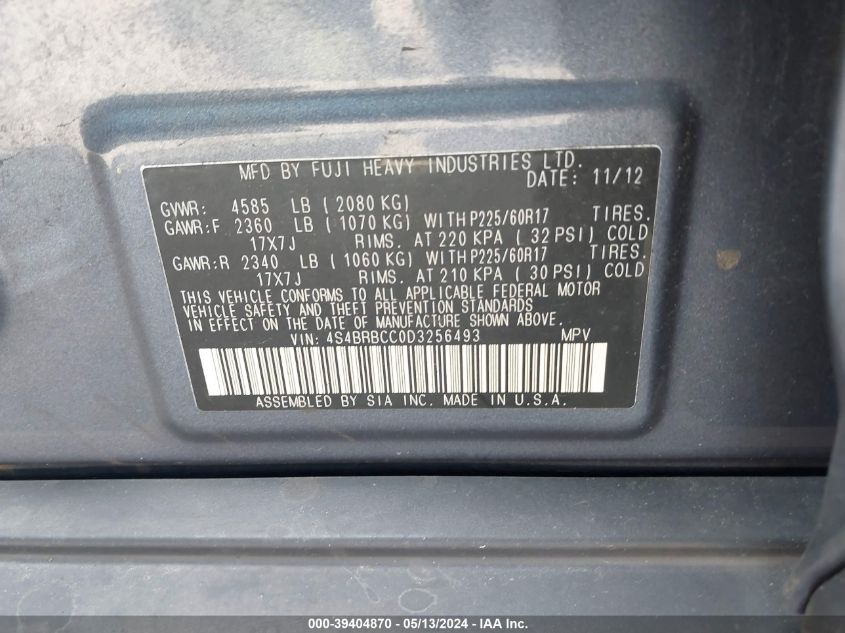 MFD BY FUJI HEAVY INDUSTRIES LTD.
DATE: 11/12
GVWR: 4585 LB ( 2080 KG)
GAWR:F 2360 LB ( 1070 KG) WITH P225/60R17 TIRES.
17X7J RIMS. AT 220 KPA ( 32 PSI) COLD
GAWR:R 2340 LB ( 1060 KG) WITH P225/60R17 TIRES.
17X7J RIMS. AT 210 KPA ( 30 PSI) COLD
THIS VEHICLE CONFORMS TO ALL APPLICABLE FEDERAL MOTOR
VEHICLE SAFETY AND THEFT PREVENTION STANDARDS
IN EFFECT ON THE DATE OF MANUFACTURE SHOWN ABOVE.
VIN: 4S4BRBCC0D3256493 MPV
ASSEMBLED BY SIA INC. MADE IN U.S.A.
000-39404870 — 05/13/2024 — IAA Inc.